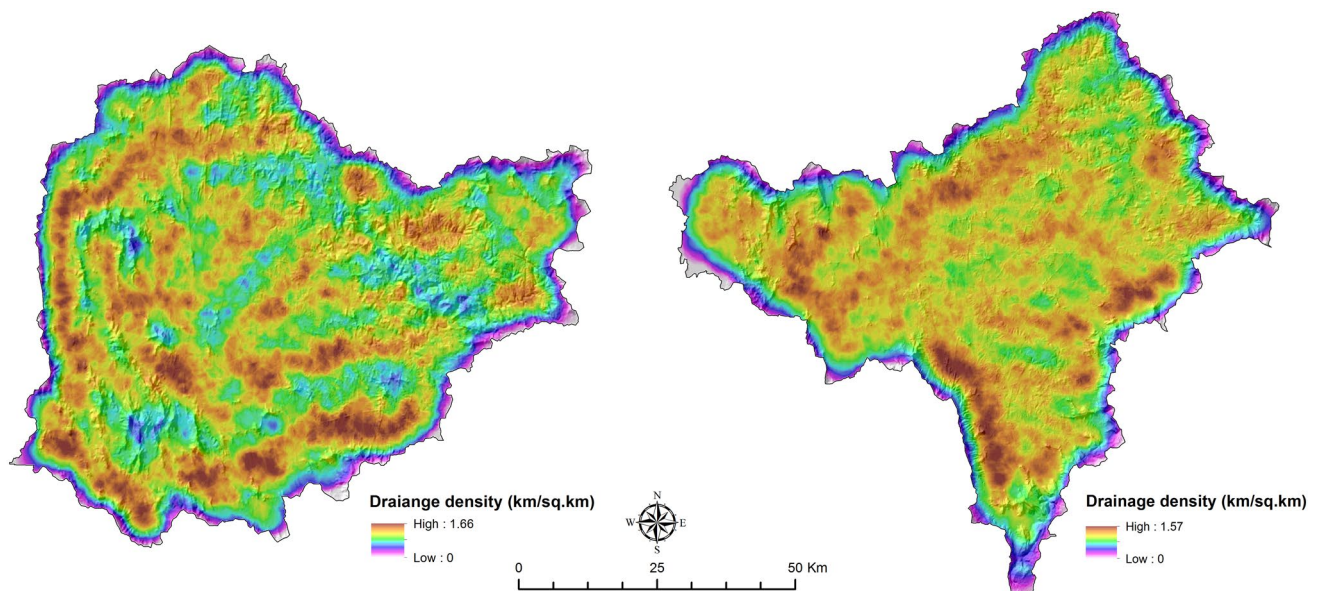 Draiange density (km/sq.km)
High : 1.66
Low : 0
N
W E
S
0 25 50 Km
Drainage density (km/sq.km)
High : 1.57
Low : 0